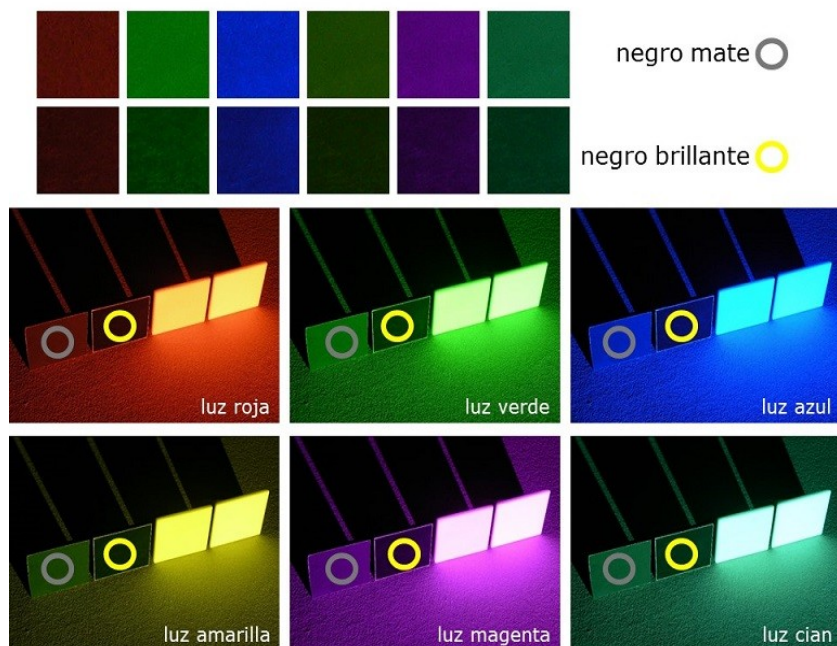 negro mate
negro brillante
luz roja
luz verde
luz azul
luz amarilla
luz magenta
luz cian